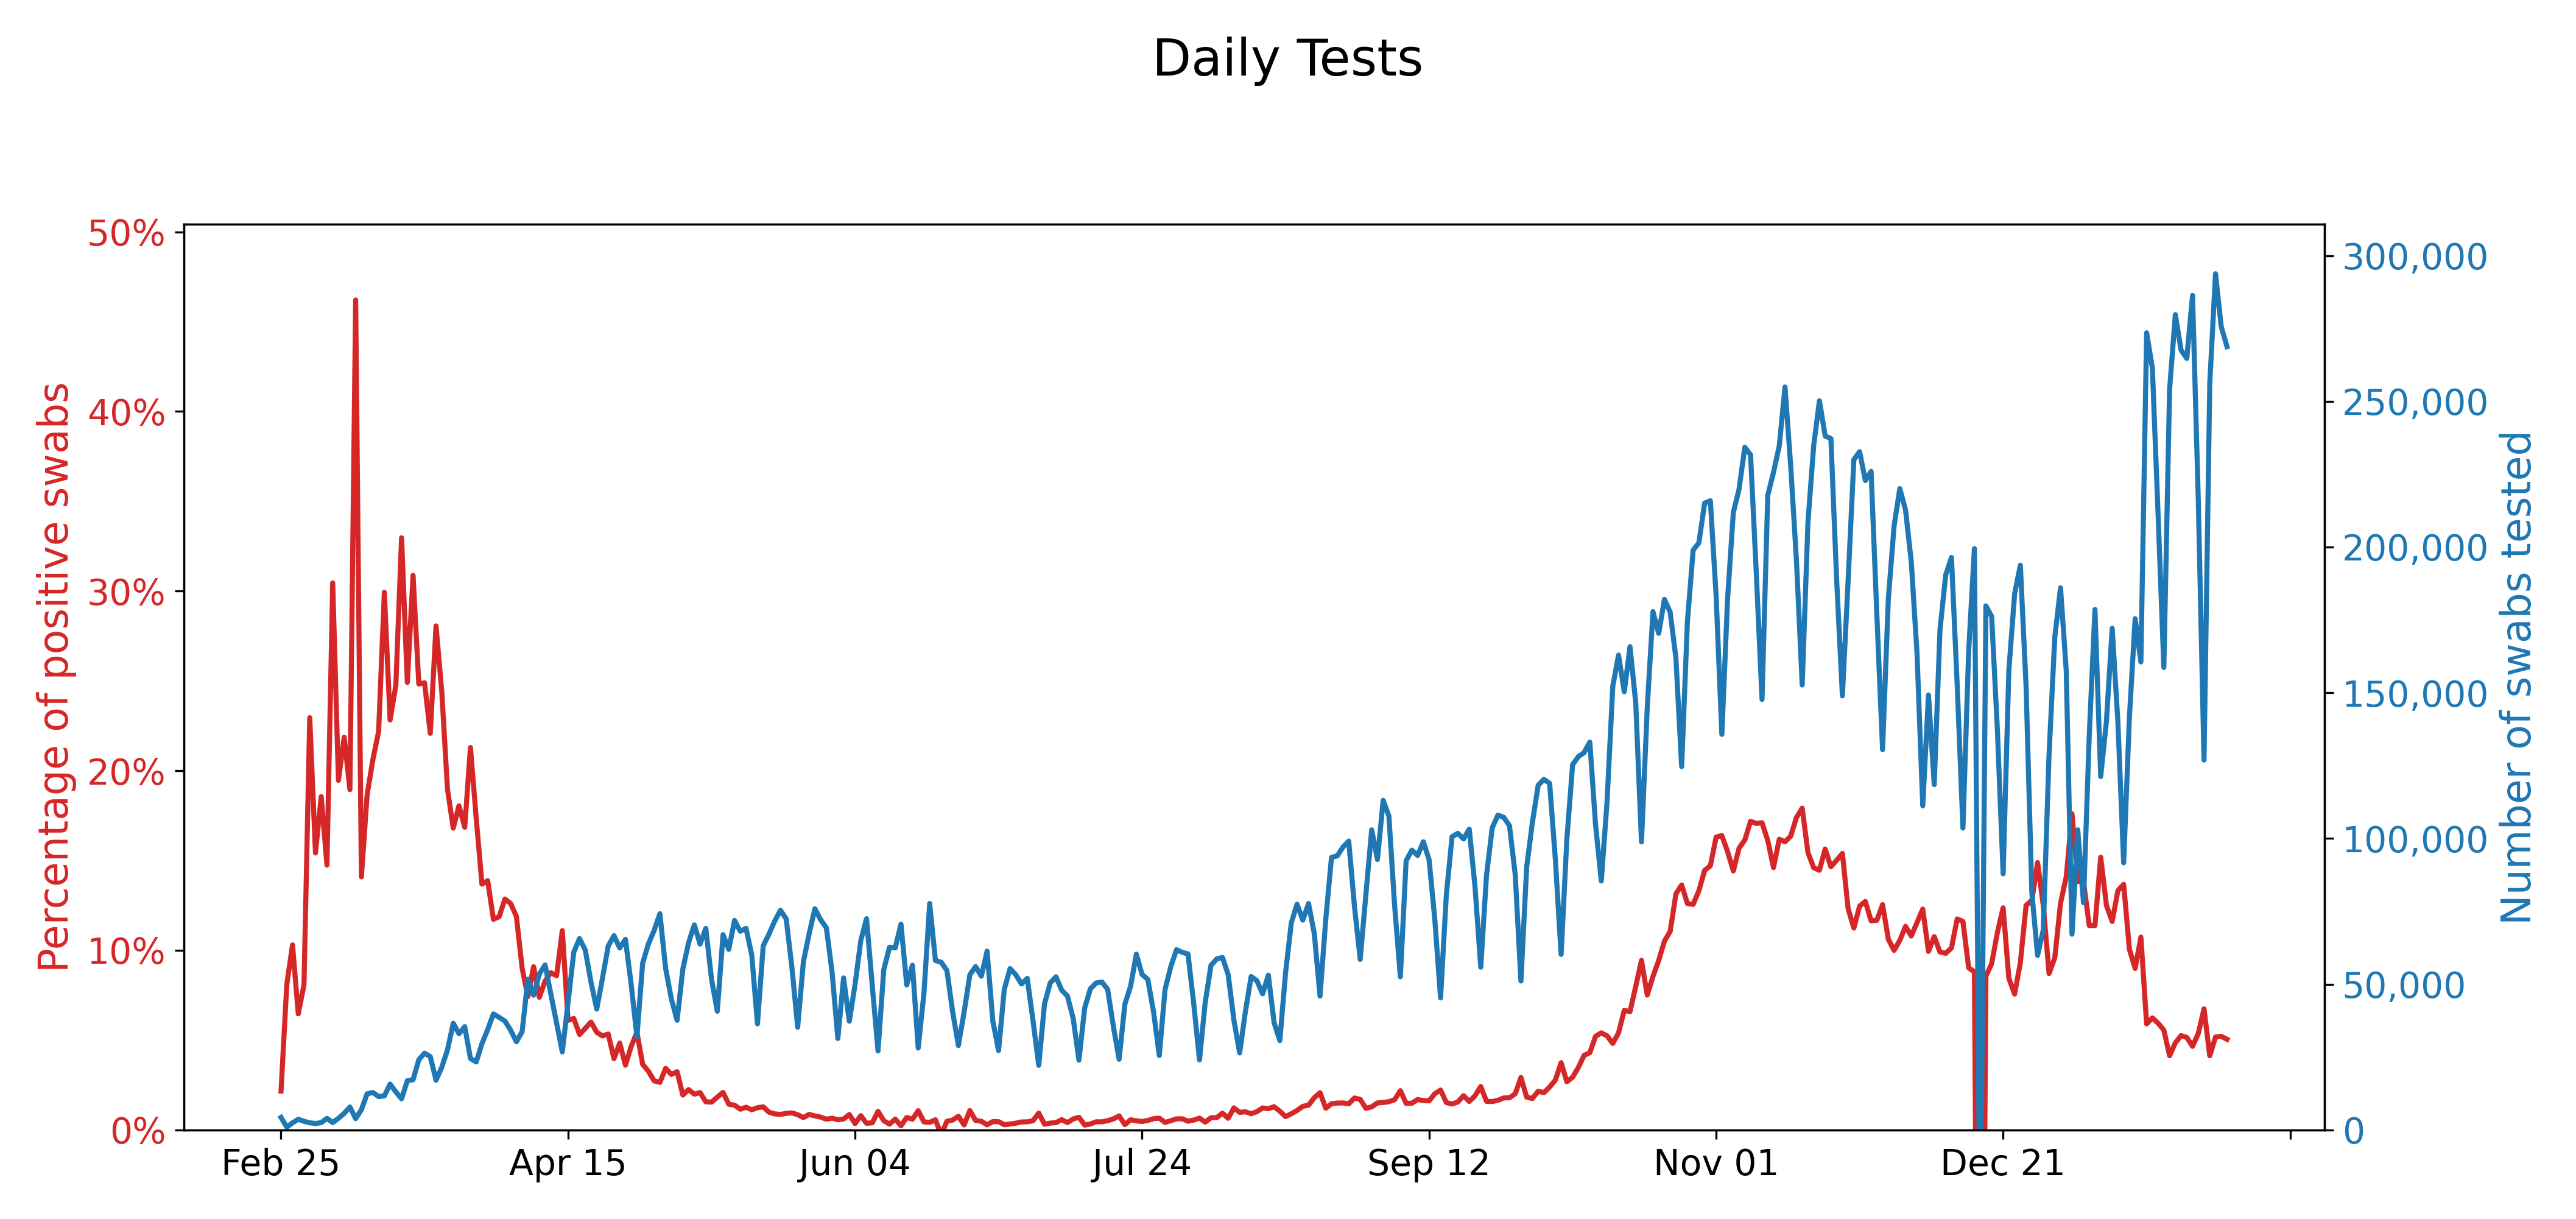 Daily Tests
Percentage of positive swabs
50%
40%
30%
20%
10%
0%
300,000
250,000
200,000
150,000
100,000
50,000
0
Number of swabs tested
Feb 25
Apr 15
Jun 04
Jul 24
Sep 12
Nov 01
Dec 21